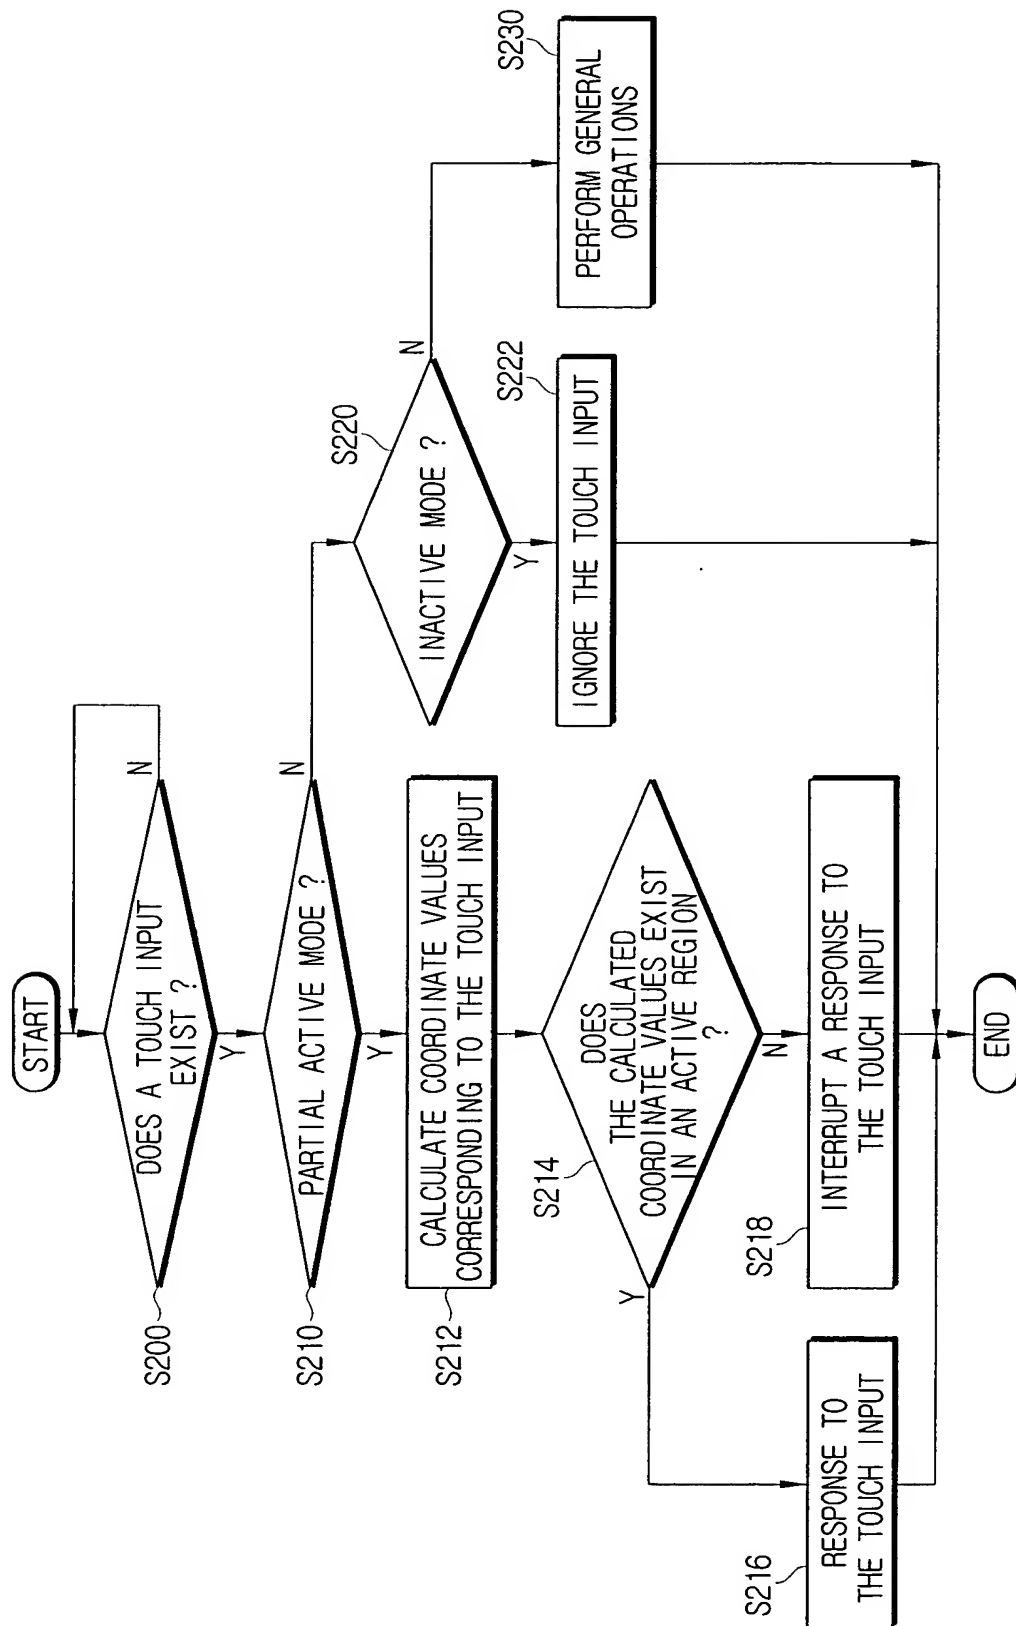 START
DOES A TOUCH INPUT
EXIST ?
S200
N
Y
PARTIAL ACTIVE MODE ?
S210
N
Y
CALCULATE COORDINATE VALUES
CORRESPONDING TO THE TOUCH INPUT
S212
DOES
THE CALCULATED
COORDINATE VALUES EXIST
IN AN ACTIVE REGION
?
S214
Y
N
RESPONSE TO
THE TOUCH INPUT
S216
INTERRUPT A RESPONSE TO
THE TOUCH INPUT
S218
INACTIVE MODE ?
S220
N
Y
IGNORE THE TOUCH INPUT
S222
PERFORM GENERAL
OPERATIONS
S230
END